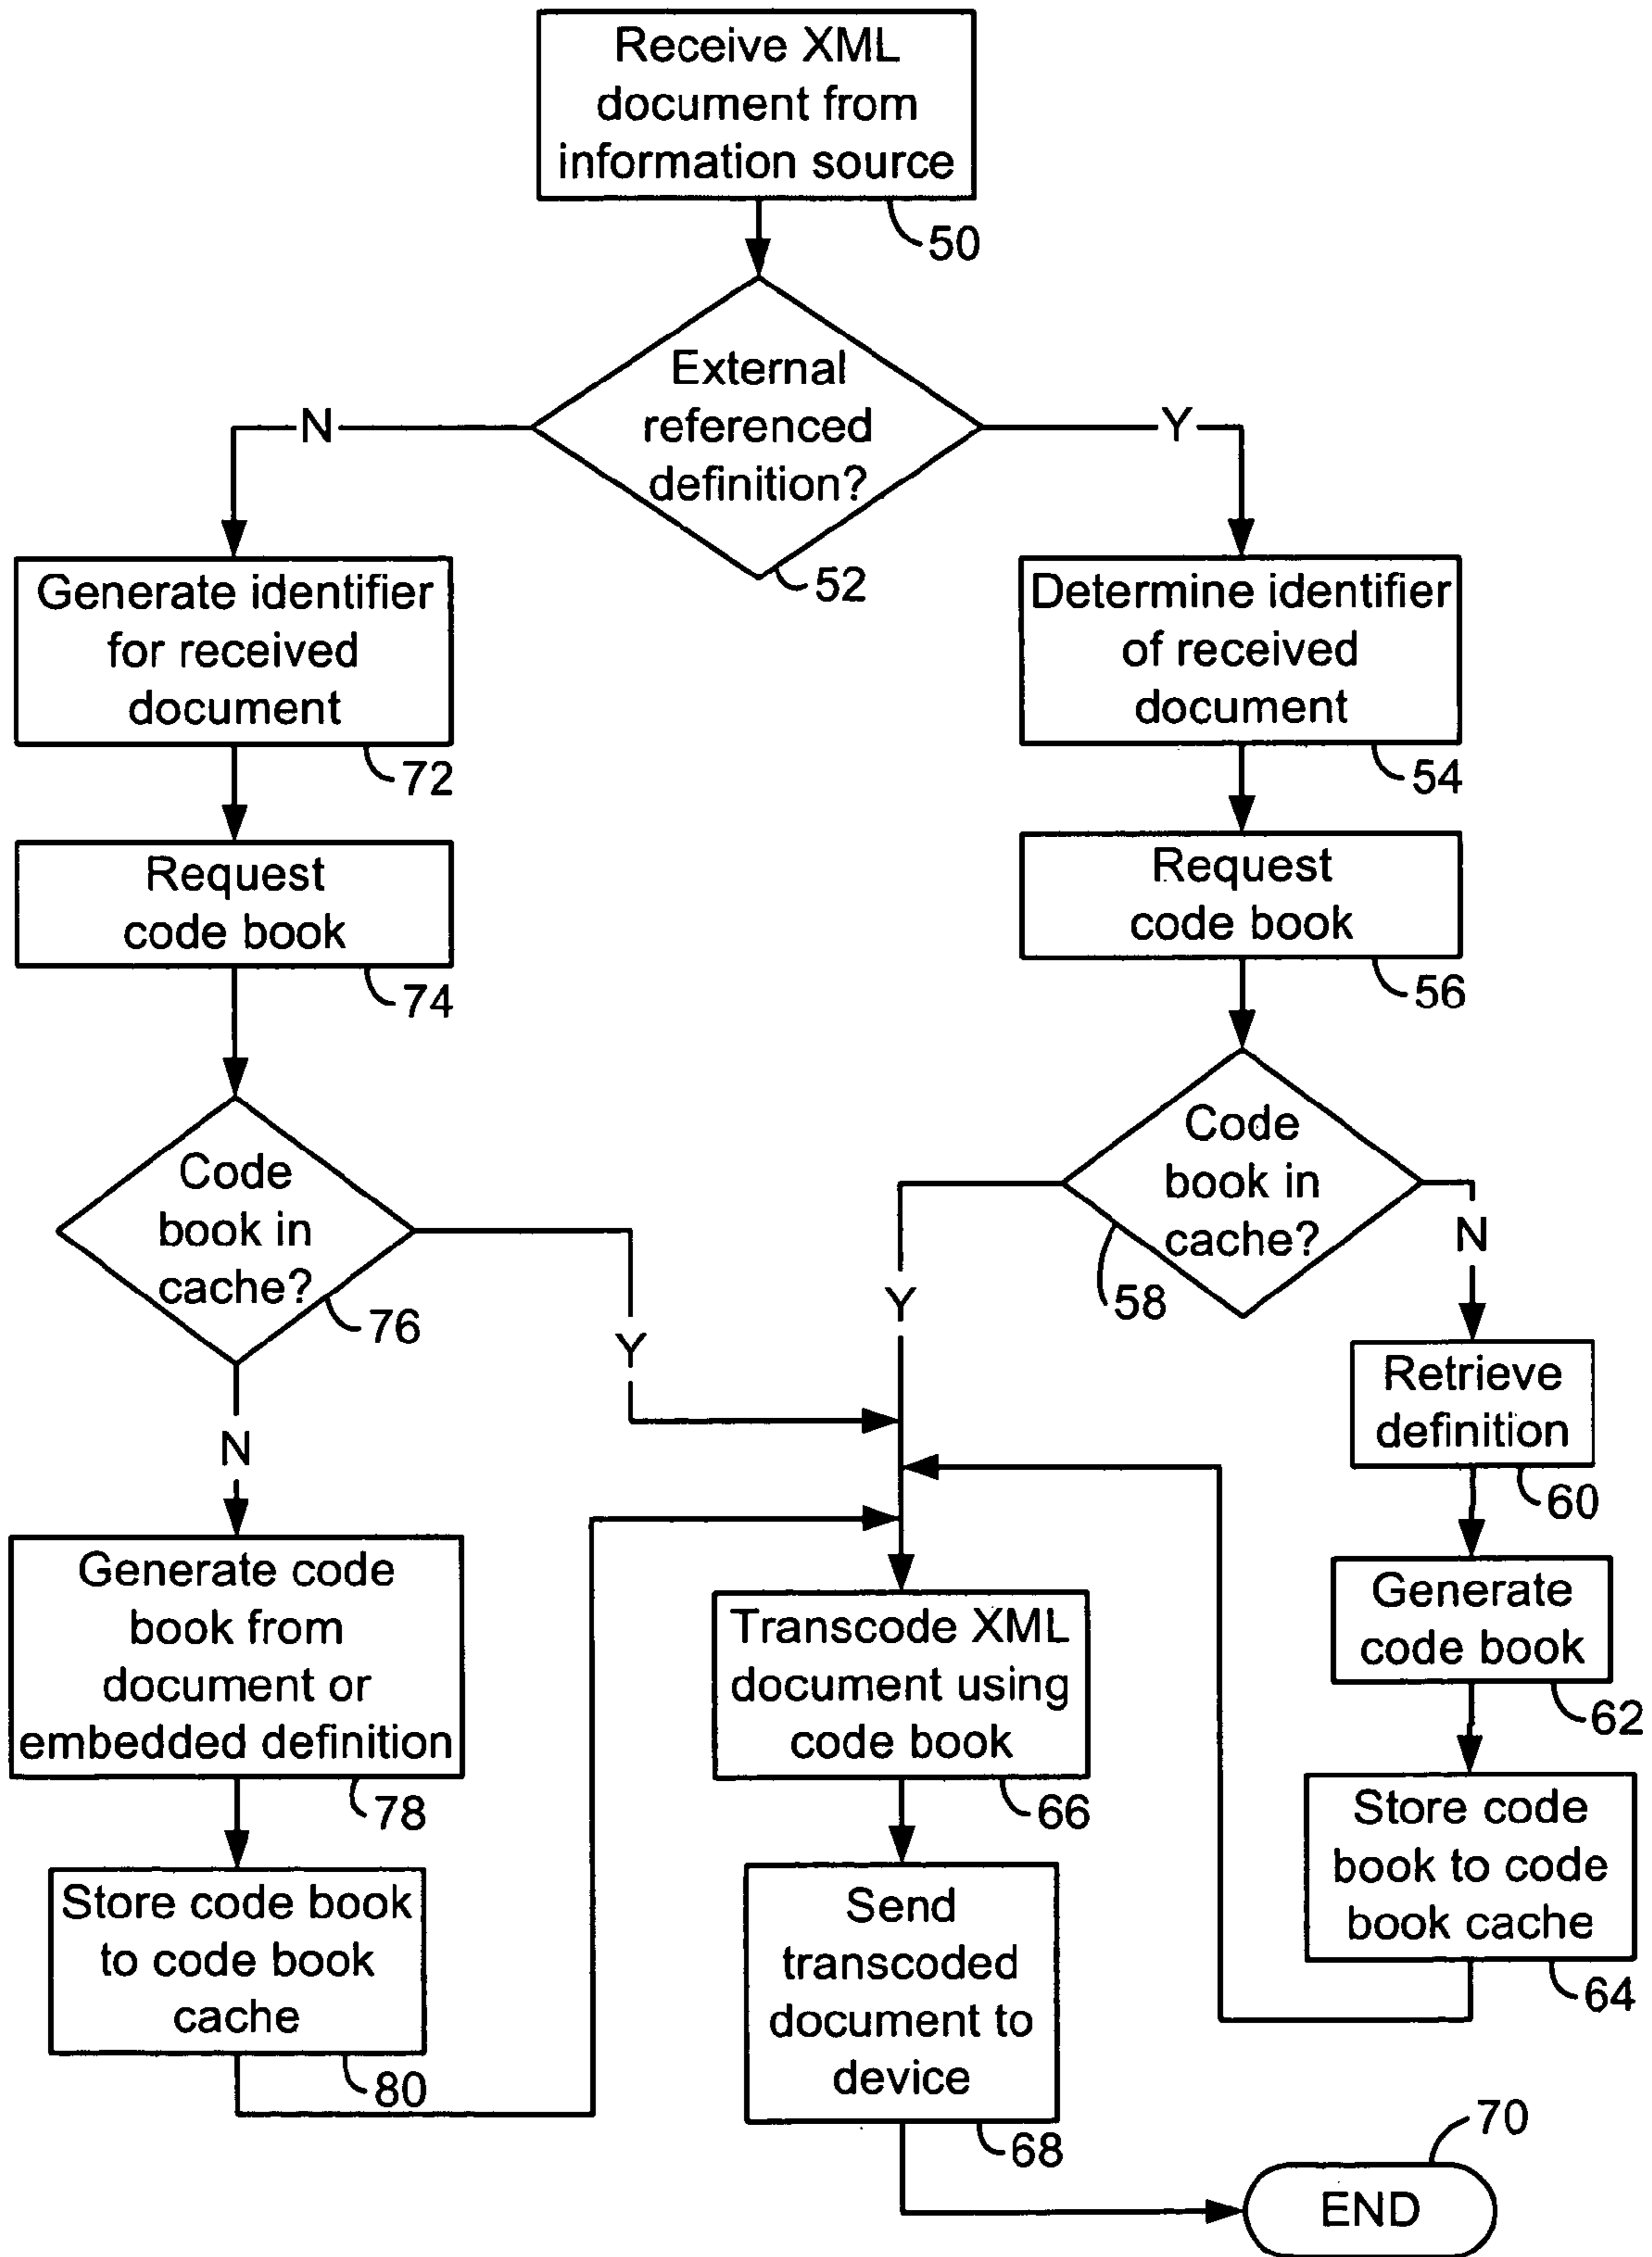 Receive XML
document from
information source
50
External
referenced
definition?
52
N
Y
Generate identifier
for received
document
72
Determine identifier
of received
document
54
Request
code book
74
Request
code book
56
Code
book in
cache?
76
Code
book in
cache?
58
Y
Y
N
N
Retrieve
definition
60
Generate code
book from
document or
embedded definition
78
Transcode XML
document using
code book
66
Generate
code book
62
Store code book
to code book
cache
80
Send
transcoded
document to
device
68
Store code
book to code
book cache
64
70
END